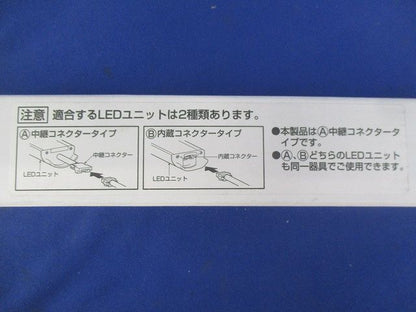 注意 適合するLEDユニットは2種類あります。
Ⓐ中継コネクタータイプ
中継コネクター
LEDユニット
Ⓑ内蔵コネクタータイプ
内蔵コネクター
LEDユニット
●本製品はⒶ中継コネクタータ
イプです。
●Ⓐ、Ⓑどちらのユニット
も同一器具でご使用できます。